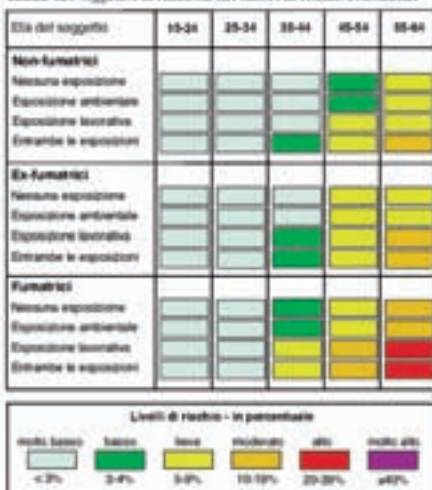 Età del soggetto 15-24 25-34 35-44 45-54 55-64
Non-fumatrici
Nessuna esposizione
Esposizione ambientale
Esposizione lavorativa
Entrambe le esposizioni
Ex-fumatrici
Nessuna esposizione
Esposizione ambientale
Esposizione lavorativa
Entrambe le esposizioni
Fumatrici
Nessuna esposizione
Esposizione ambientale
Esposizione lavorativa
Entrambe le esposizioni
Livelli di rischio - in percentuale
molto basso basso lieve moderato alto molto alto
<3% 3-4% 5-9% 10-19% 20-39% ≥40%